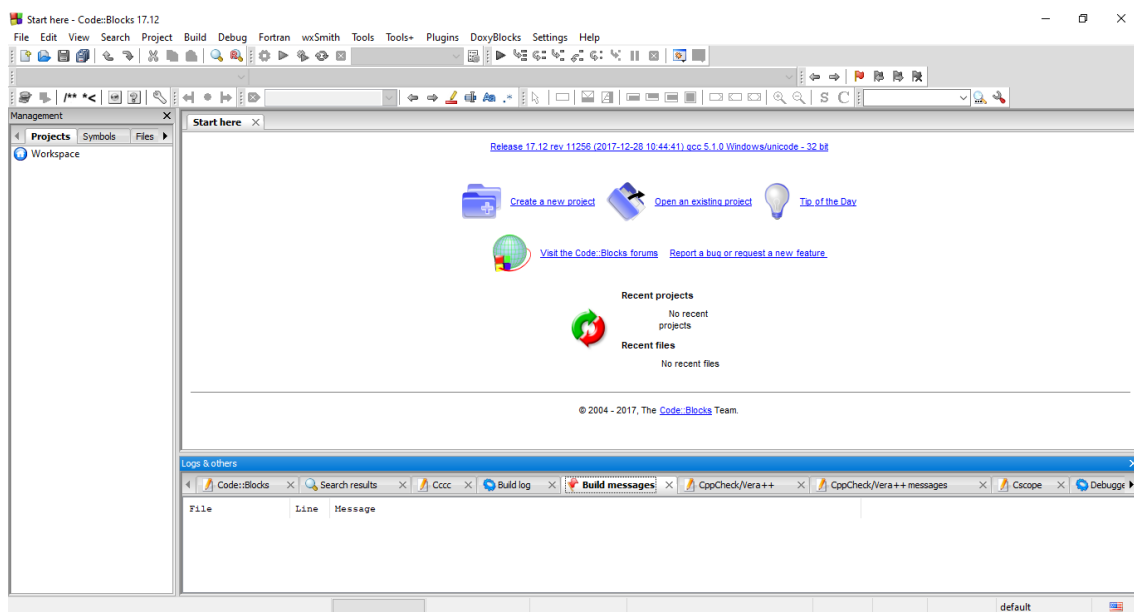 Start here - Code::Blocks 17.12
File Edit View Search Project Build Debug Fortran wxSmith Tools Tools+ Plugins DoxyBlocks Settings Help
/** *<
Aa .*
S C
Management
Projects Symbols Files
Workspace
Start here
Release 17.12 rev 11256 (2017-12-28 10:44:41) gcc 5.1.0 Windows/unicode - 32 bit
Create a new project Open an existing project Tip of the Day
Visit the Code::Blocks forums Report a bug or request a new feature
Recent projects
No recent
projects
Recent files
No recent files
© 2004 - 2017, The Code::Blocks Team.
Logs & others
Code::Blocks Search results Cccc Build log Build messages CppCheck/Vera++ CppCheck/Vera++ messages Cscope Debugge
File Line Message
default